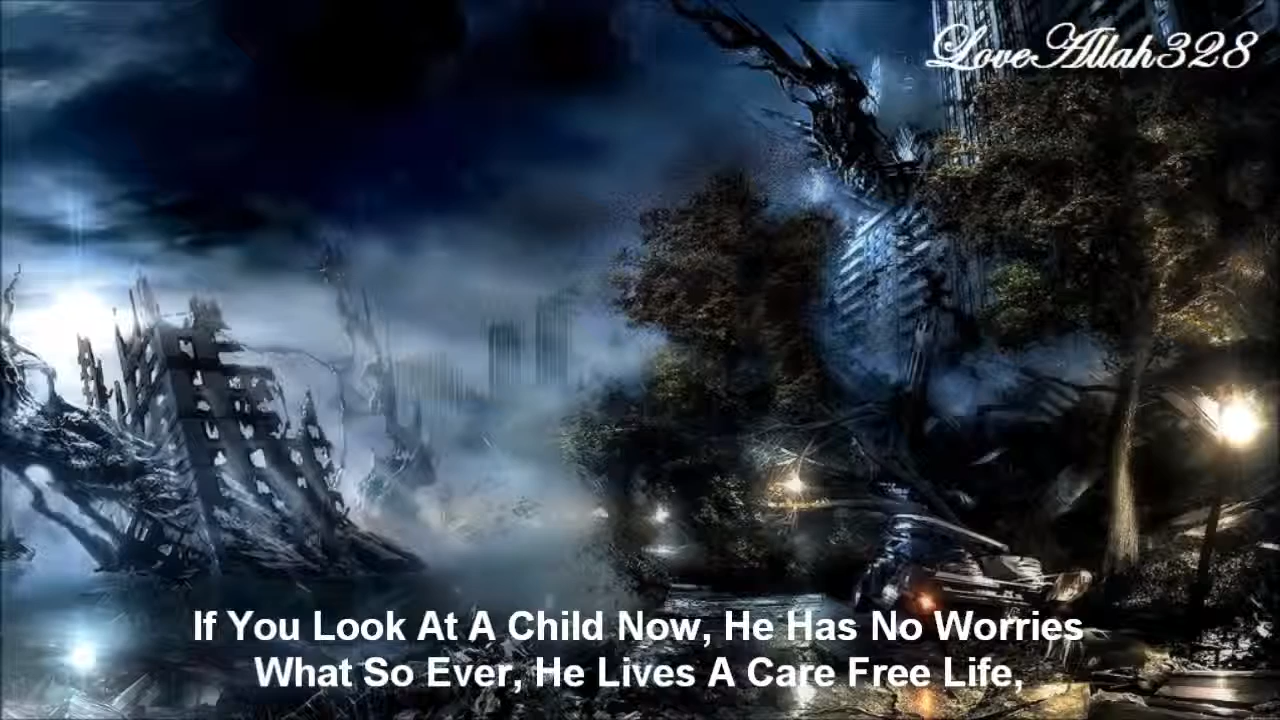 LoveAllah328
If You Look At A Child Now, He Has No Worries
What So Ever, He Lives A Care Free Life,